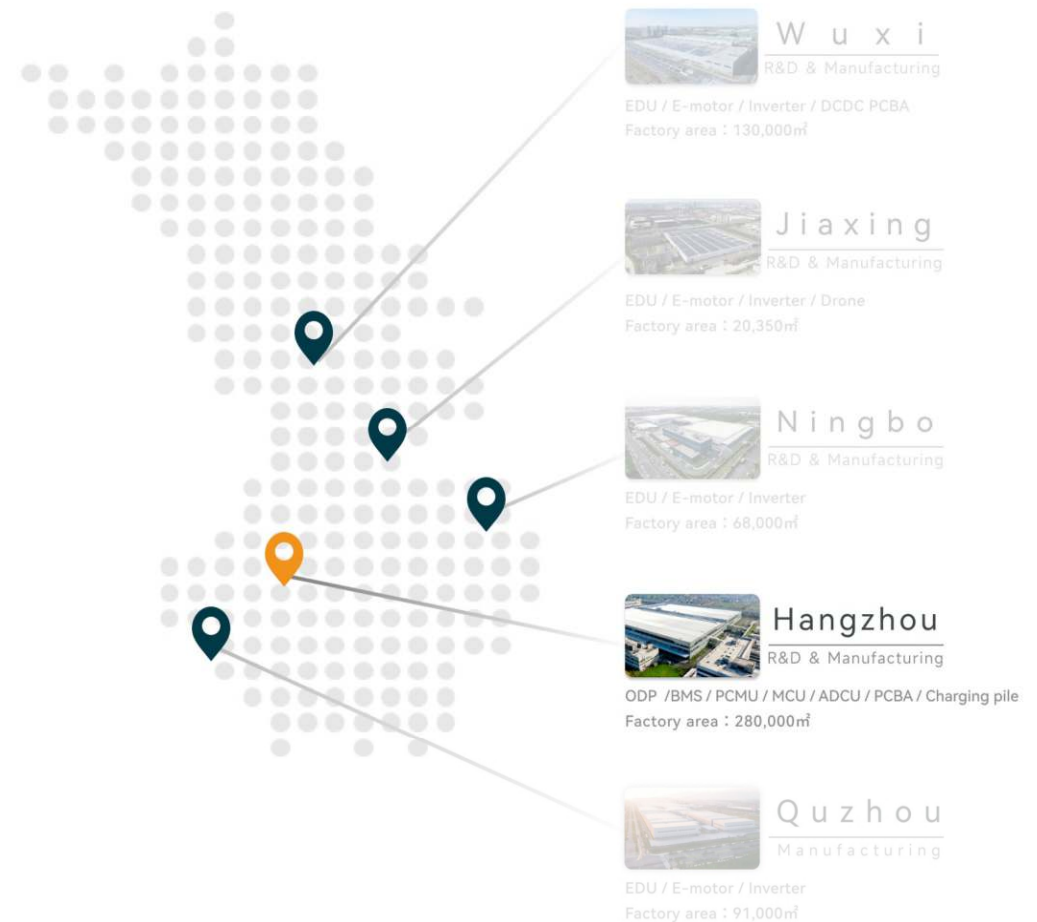 Wuxi
R&D & Manufacturing
EDU / E-motor / Inverter / DCDC PCBA
Factory area：130,000㎡
Jiaxing
R&D & Manufacturing
EDU / E-motor / Inverter / Drone
Factory area：20,350㎡
Ningbo
R&D & Manufacturing
EDU / E-motor / Inverter
Factory area：68,000㎡
Hangzhou
R&D & Manufacturing
ODP /BMS / PCMU / MCU / ADCU / PCBA / Charging pile
Factory area：280,000㎡
Quzhou
Manufacturing
EDU / E-motor / Inverter
Factory area：91,000㎡